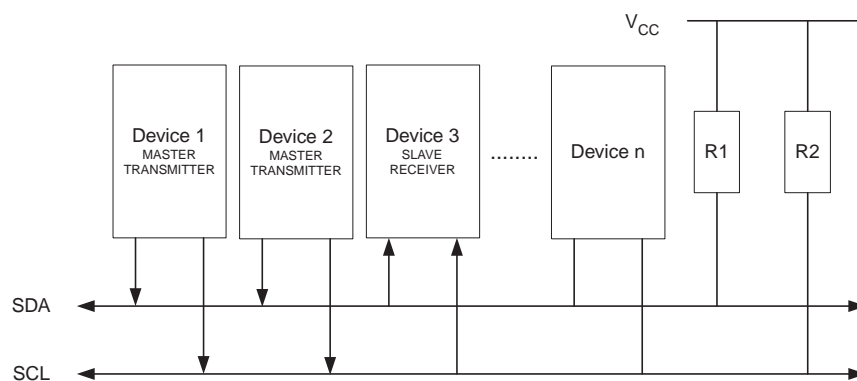 VCC
Device 1
MASTER
TRANSMITTER
Device 2
MASTER
TRANSMITTER
Device 3
SLAVE
RECEIVER
........
Device n
R1
R2
SDA
SCL